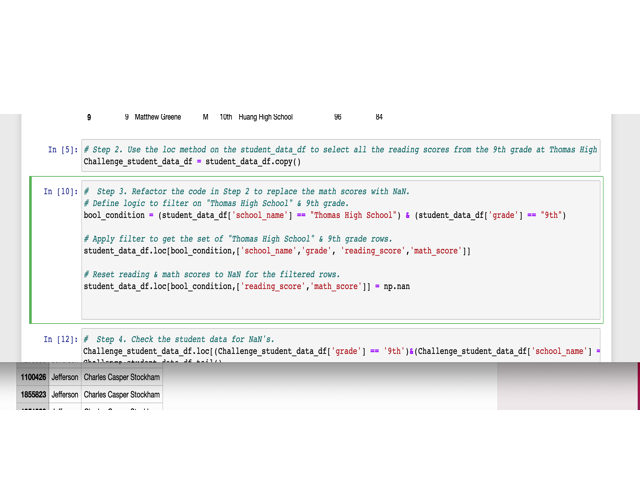 9 9 Matthew Greene M 10th Huang High School 96 84
In [5]: # Step 2. Use the loc method on the student_data_df to select all the reading scores from the 9th grade at Thomas High
Challenge_student_data_df = student_data_df.copy()
In [10]: #  Step 3. Refactor the code in Step 2 to replace the math scores with NaN.
# Define logic to filter on "Thomas High School" & 9th grade.
bool_condition = (student_data_df['school_name'] == "Thomas High School") & (student_data_df['grade'] == "9th")
# Apply filter to get the set of "Thomas High School" & 9th grade rows.
student_data_df.loc[bool_condition,['school_name','grade', 'reading_score','math_score']]
# Reset reading & math scores to NaN for the filtered rows.
student_data_df.loc[bool_condition,['reading_score','math_score']] = np.nan
In [12]: #  Step 4. Check the student data for NaN's.
Challenge_student_data_df.loc[(Challenge_student_data_df['grade'] == '9th')&(Challenge_student_data_df['school_name'] =
Challenge_student_data_df.tail()
1100426 Jefferson Charles Casper Stockham
1855823 Jefferson Charles Casper Stockham